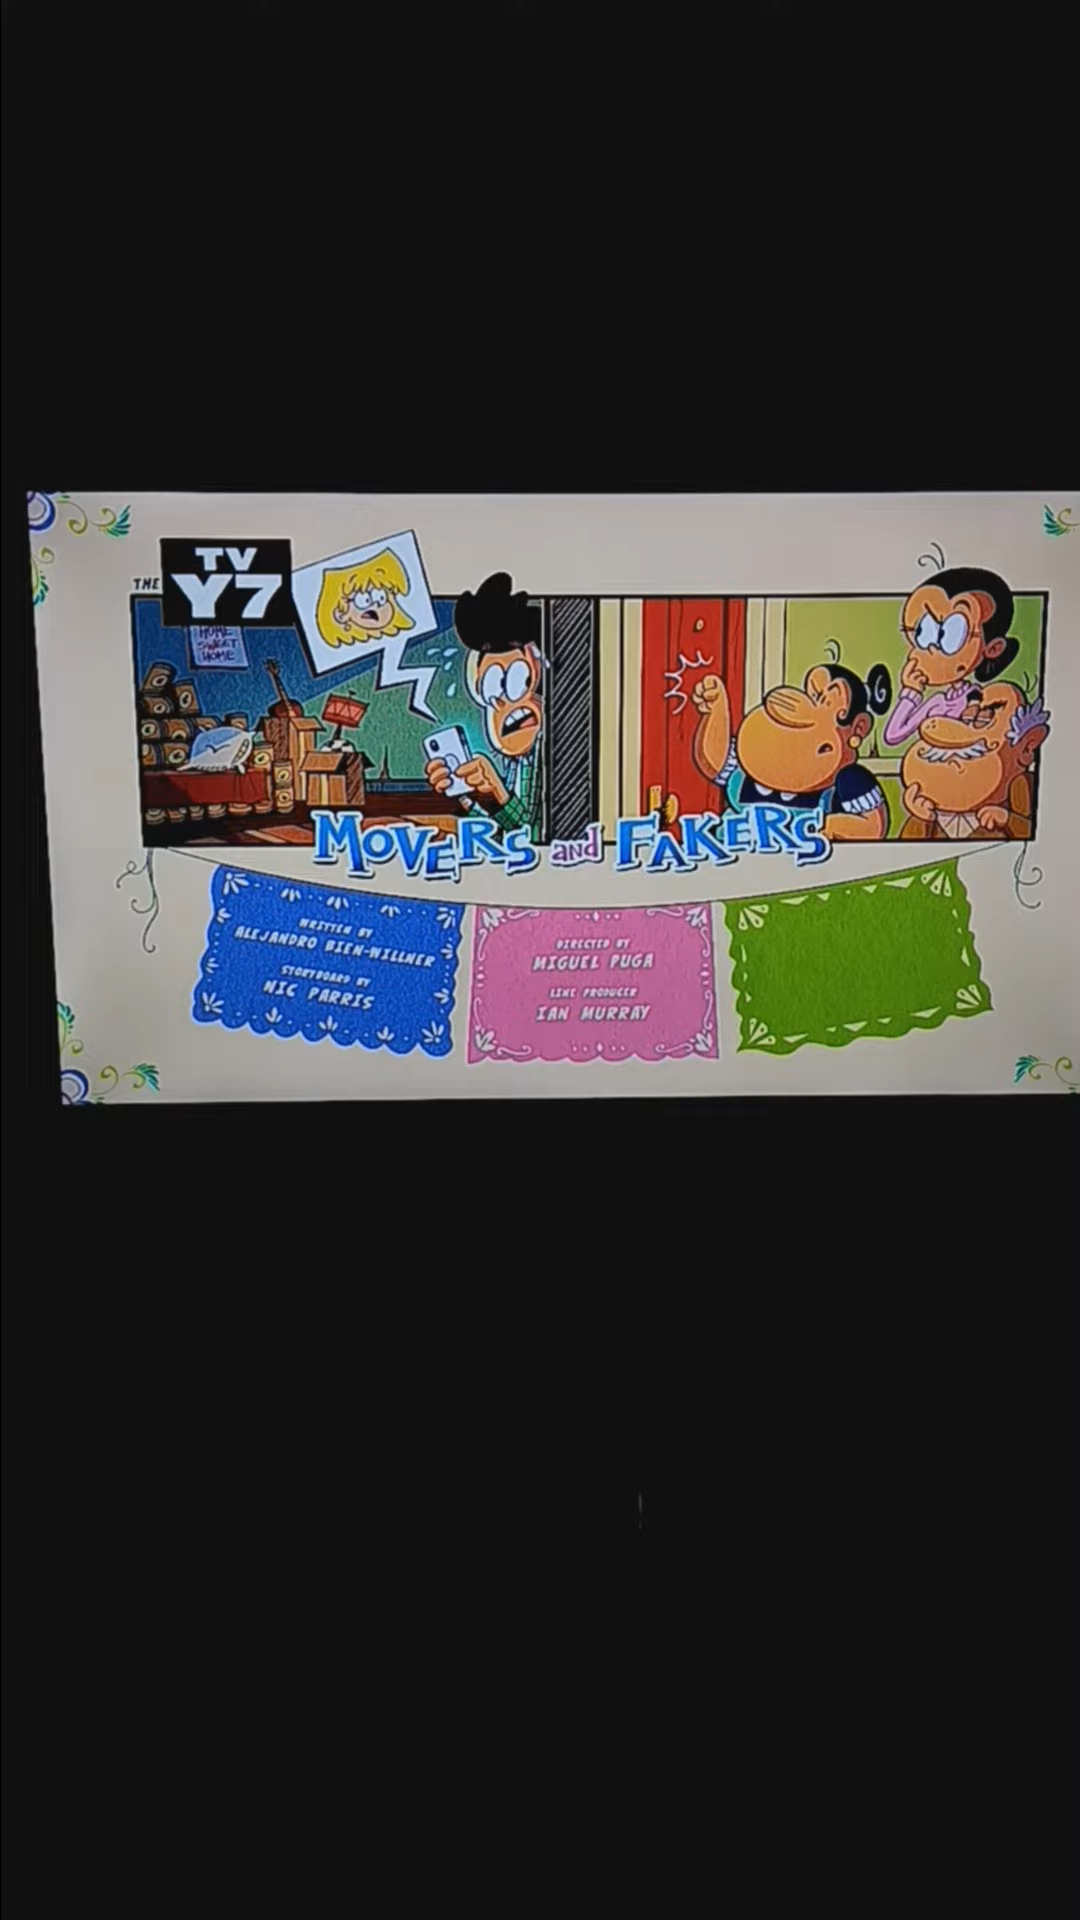 THE
TV
Y7
HOME
SWEET
HOME
MOVERS and FAKERS
WRITTEN BY
ALEJANDRO BIEN-WILLNER
STORYBOARD BY
NIC PARRIS
DIRECTED BY
MIGUEL PUGA
LINE PRODUCER
IAN MURRAY